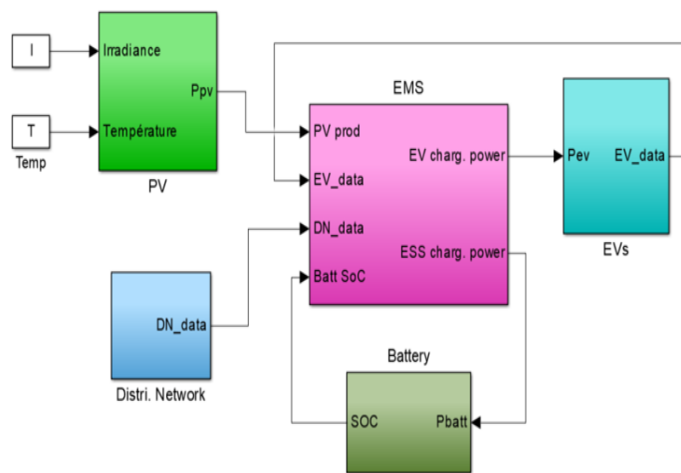 I
Irradiance
Ppv
T
Température
Temp
PV
EMS
PV prod
EV charg. power
EV_data
DN_data
ESS charg. power
Batt SoC
Pev
EV_data
EVs
DN_data
Distri. Network
Battery
SOC
Pbatt